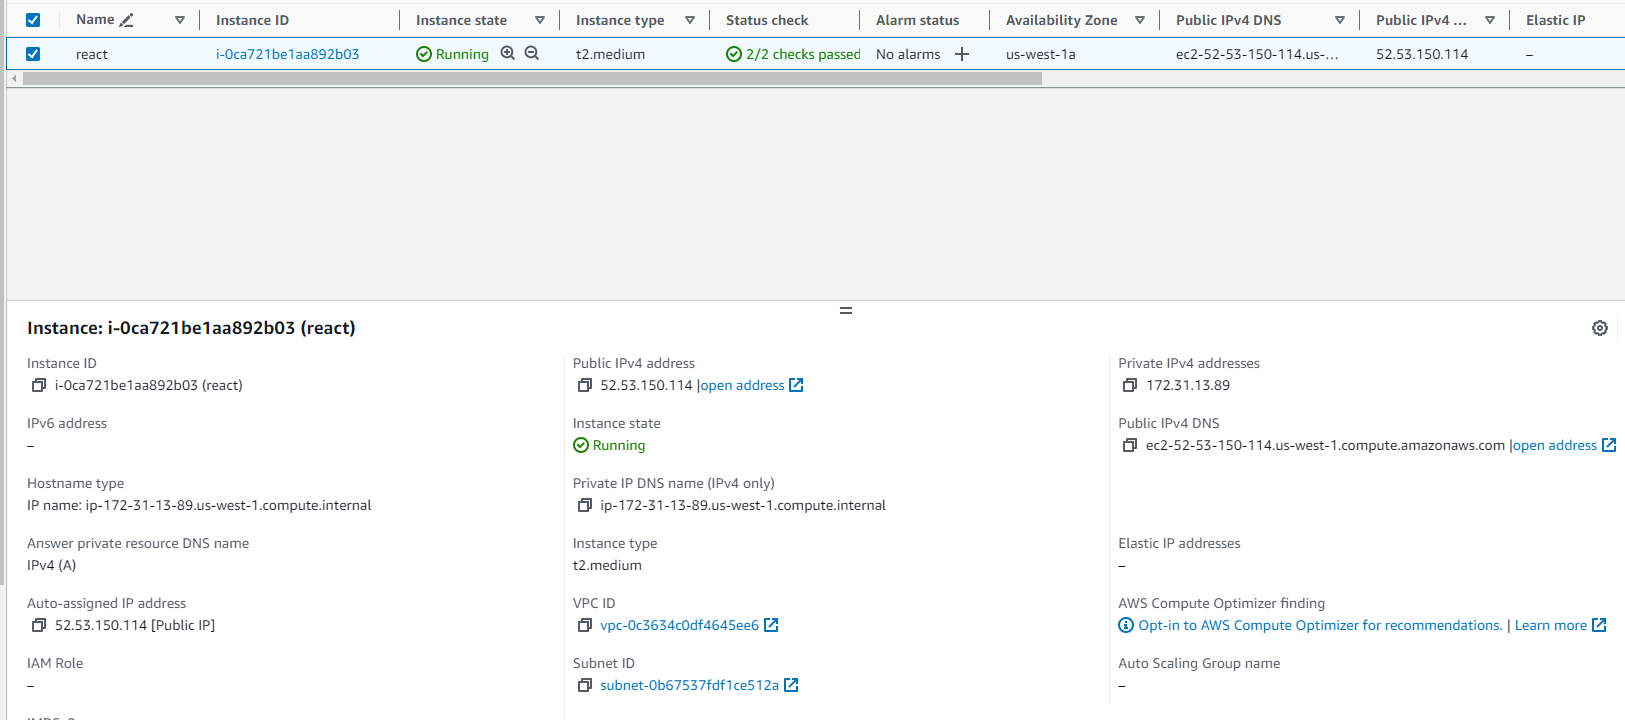 Name Instance ID Instance state Instance type Status check Alarm status Availability Zone Public IPv4 DNS Public IPv4 ... Elastic IP
react i-0ca721be1aa892b03 Running t2.medium 2/2 checks passed No alarms us-west-1a ec2-52-53-150-114.us-... 52.53.150.114 –
Instance: i-0ca721be1aa892b03 (react)
Instance ID
i-0ca721be1aa892b03 (react)
IPv6 address
–
Hostname type
IP name: ip-172-31-13-89.us-west-1.compute.internal
Answer private resource DNS name
IPv4 (A)
Auto-assigned IP address
52.53.150.114 [Public IP]
IAM Role
–
Public IPv4 address
52.53.150.114 |open address
Instance state
Running
Private IP DNS name (IPv4 only)
ip-172-31-13-89.us-west-1.compute.internal
Instance type
t2.medium
VPC ID
vpc-0c3634c0df4645ee6
Subnet ID
subnet-0b67537fdf1ce512a
Private IPv4 addresses
172.31.13.89
Public IPv4 DNS
ec2-52-53-150-114.us-west-1.compute.amazonaws.com |open address
Elastic IP addresses
–
AWS Compute Optimizer finding
Opt-in to AWS Compute Optimizer for recommendations. | Learn more
Auto Scaling Group name
–